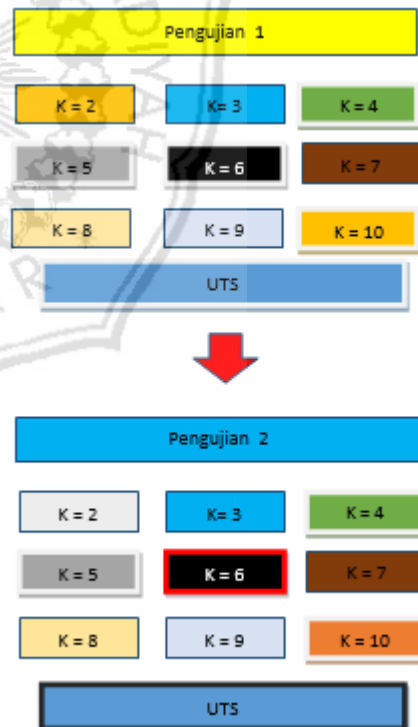 Pengujian 1
K = 2 K= 3 K = 4
K = 5 K = 6 K = 7
K = 8 K = 9 K = 10
UTS
Pengujian 2
K = 2 K= 3 K = 4
K = 5 K = 6 K = 7
K = 8 K = 9 K = 10
UTS